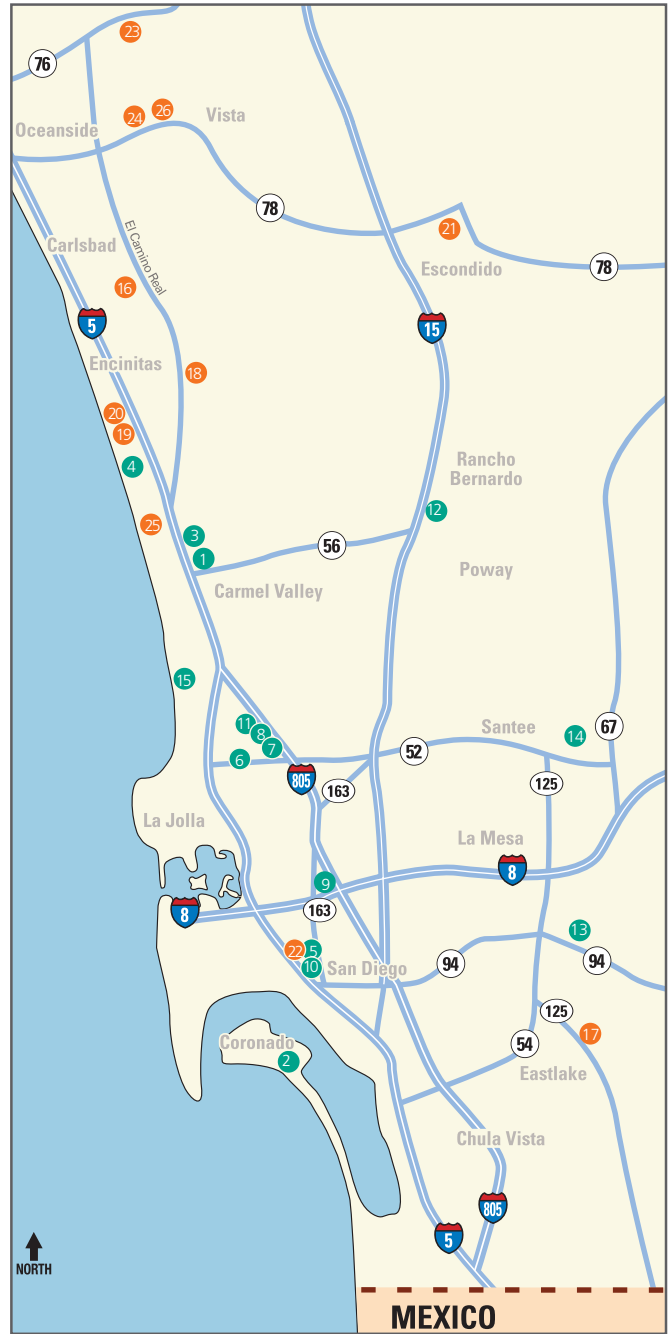 23
76
24
26
Vista
Oceanside
78
21
El Camino Real
Carlsbad
Escondido
78
16
5
15
Encinitas
18
20
19
4
Rancho
Bernardo
12
25
3
1
56
Poway
Carmel Valley
15
11
8
7
6
Santee
14
67
52
805
163
125
La Jolla
La Mesa
8
9
8
163
22
5
10
San Diego
13
94
94
125
17
54
Coronado
2
Eastlake
Chula Vista
805
5
NORTH
MEXICO